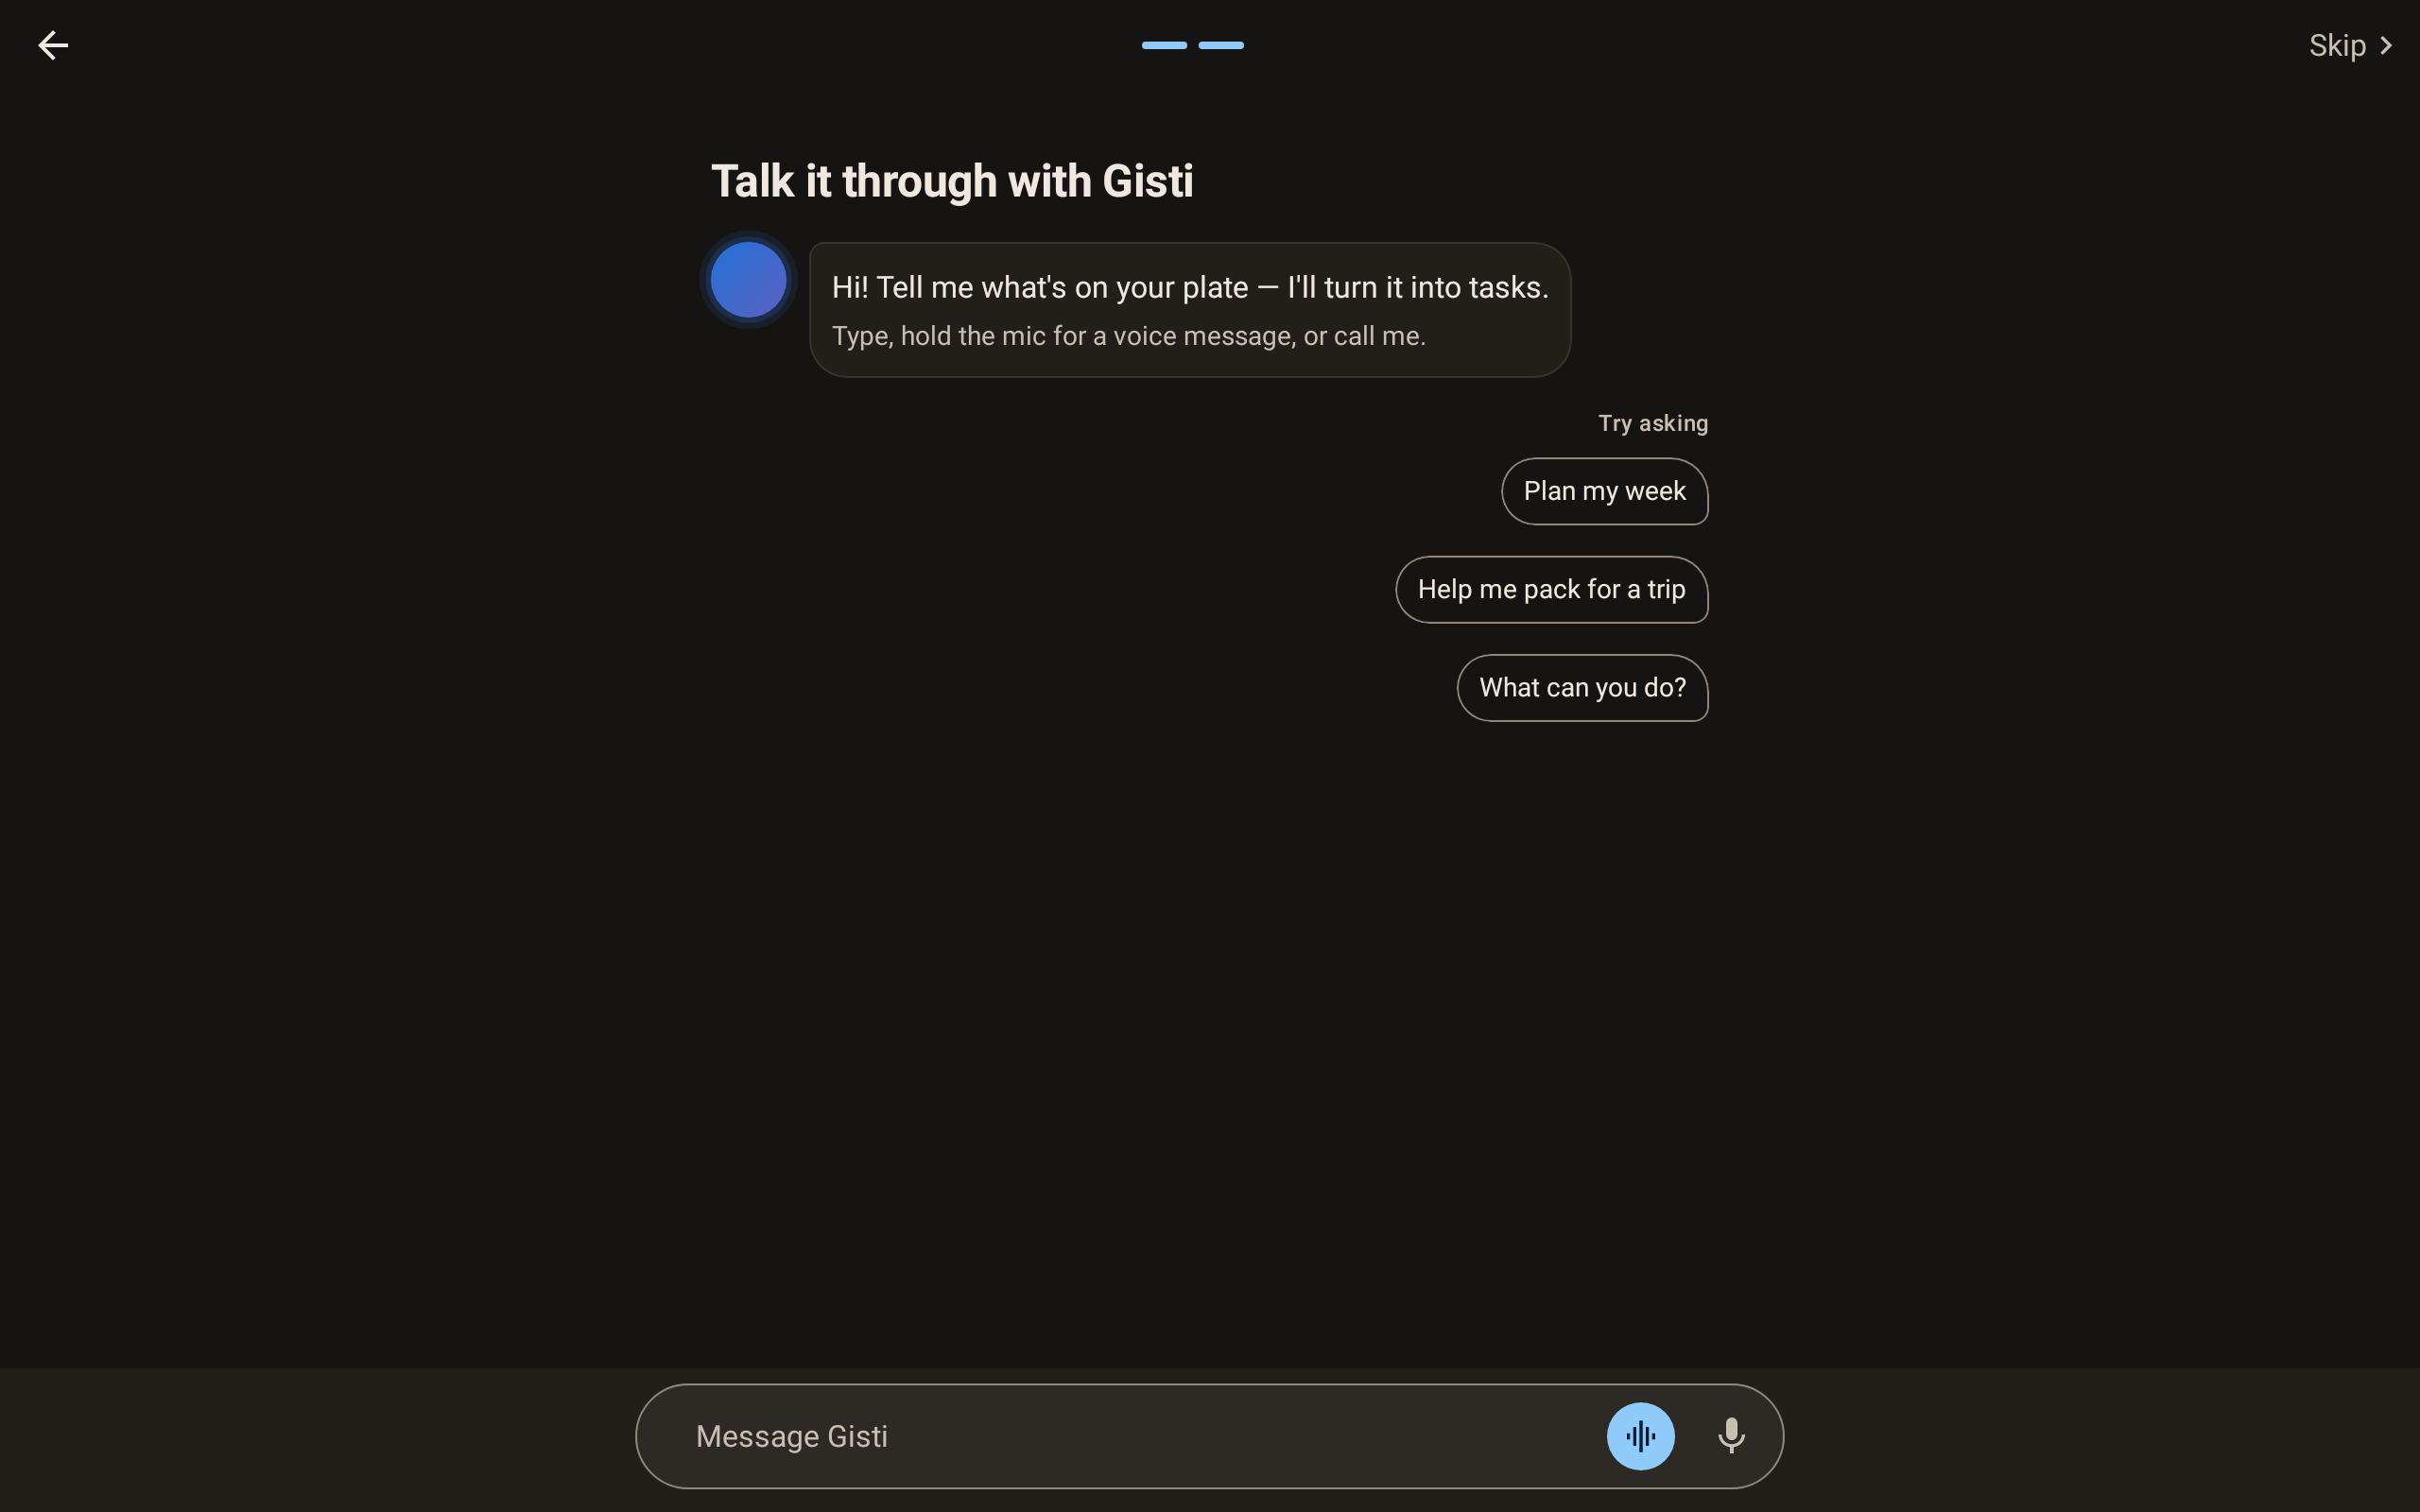 Skip
Talk it through with Gisti
Hi! Tell me what's on your plate — I'll turn it into tasks.
Type, hold the mic for a voice message, or call me.
Try asking
Plan my week
Help me pack for a trip
What can you do?
Message Gisti